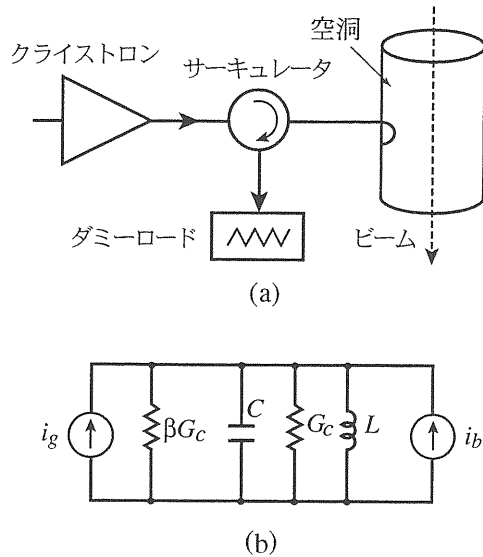 クライストロン
サーキュレータ
空洞
ダミーロード
ビーム
(a)
i_g
βG_c
C
G_c
L
i_b
(b)